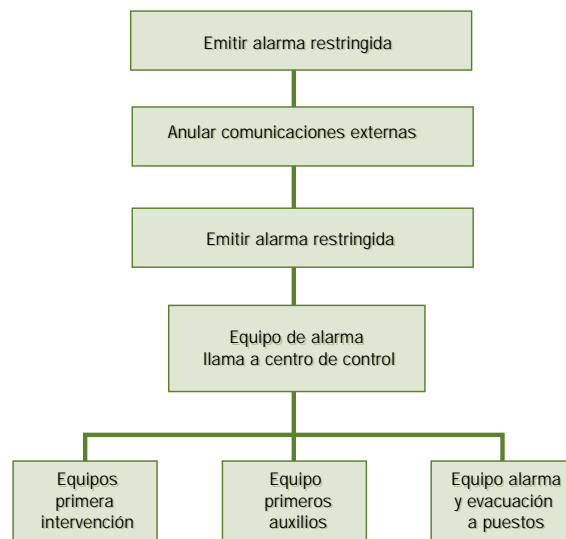 Emitir alarma restringida
Anular comunicaciones externas
Emitir alarma restringida
Equipo de alarma
llama a centro de control
Equipos
primera
intervención
Equipo
primeros
auxilios
Equipo alarma
y evacuación
a puestos